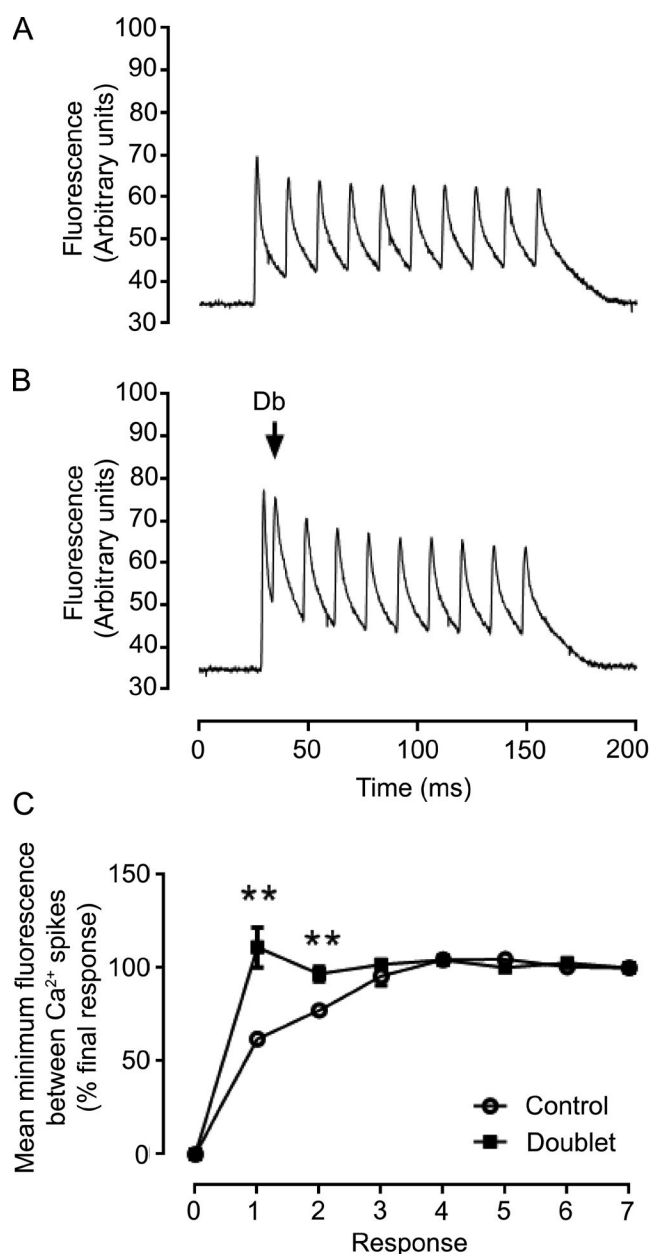 A
Fluorescence
(Arbitrary units)
100
90
80
70
60
50
40
30
B
Db
Fluorescence
(Arbitrary units)
100
90
80
70
60
50
40
30
0 50 100 150 200
Time (ms)
C
Mean minimum fluorescence
between Ca²⁺ spikes
(% final response)
150
100
50
0
** **
Control
Doublet
0 1 2 3 4 5 6 7
Response